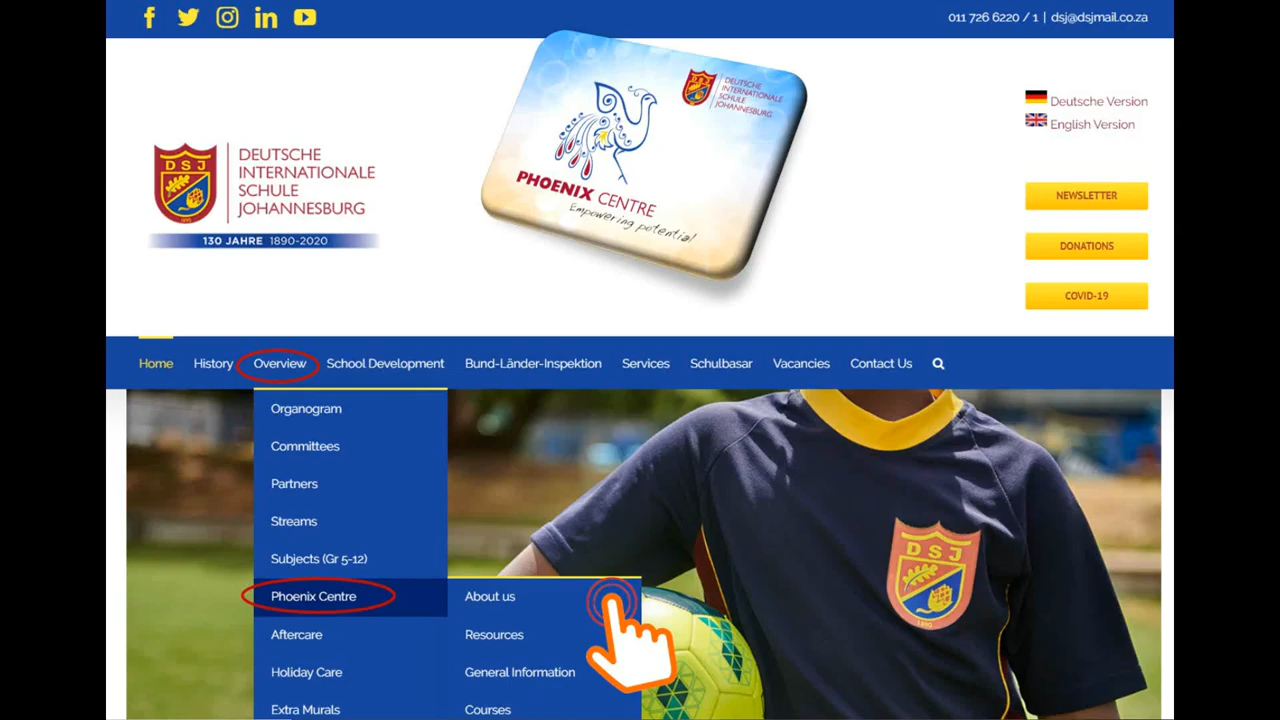 011 726 6220 / 1 | dsj@dsjmail.co.za
DSJ
DEUTSCHE
INTERNATIONALE
SCHULE
JOHANNESBURG
PHOENIX CENTRE
Empowering potential
Deutsche Version
English Version
DSJ
1890
DEUTSCHE
INTERNATIONALE
SCHULE
JOHANNESBURG
130 JAHRE 1890-2020
NEWSLETTER
DONATIONS
COVID-19
Home History Overview School Development Bund-Länder-Inspektion Services Schulbasar Vacancies Contact Us
Organogram
Committees
Partners
Streams
Subjects (Gr 5-12)
Phoenix Centre
Aftercare
Holiday Care
Extra Murals
About us
Resources
General Information
Courses
DSJ
1890